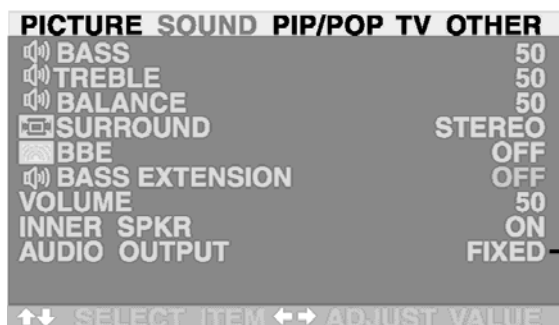 PICTURE SOUND PIP/POP TV OTHER
BASS 50
TREBLE 50
BALANCE 50
SURROUND STEREO
BBE OFF
BASS EXTENSION OFF
VOLUME 50
INNER SPKR ON
AUDIO OUTPUT FIXED
SELECT ITEM ADJUST VALUE